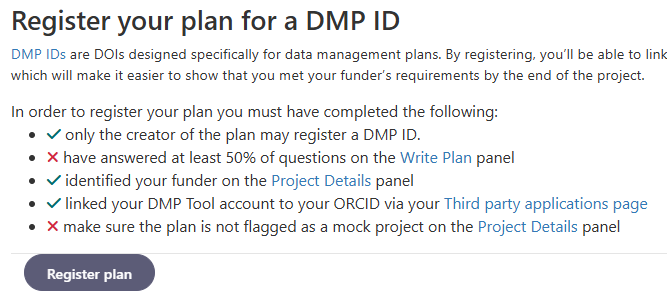 Register your plan for a DMP ID
DMP IDs are DOIs designed specifically for data management plans. By registering, you'll be able to link
which will make it easier to show that you met your funder's requirements by the end of the project.
In order to register your plan you must have completed the following:
only the creator of the plan may register a DMP ID.
have answered at least 50% of questions on the Write Plan panel
identified your funder on the Project Details panel
linked your DMP Tool account to your ORCID via your Third party applications page
make sure the plan is not flagged as a mock project on the Project Details panel
Register plan